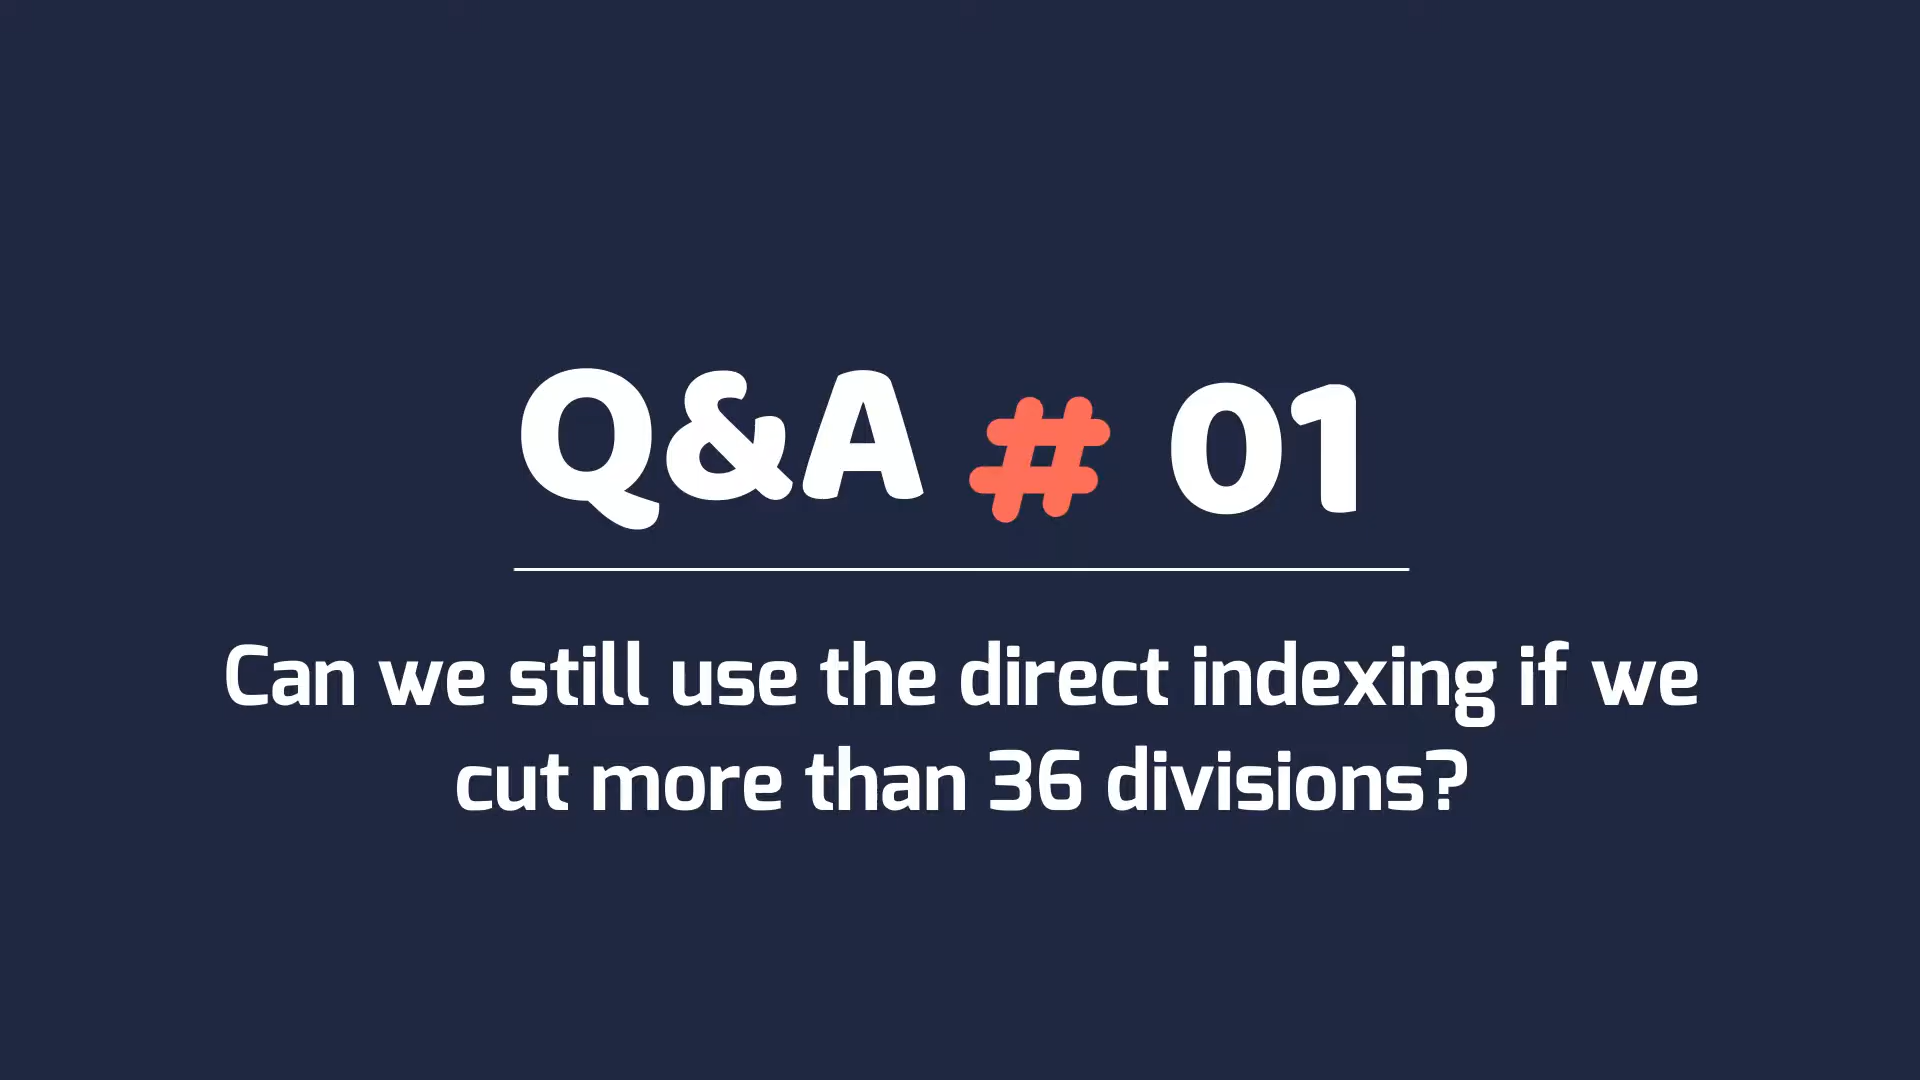 Q&A # 01
Can we still use the direct indexing if we
cut more than 36 divisions?